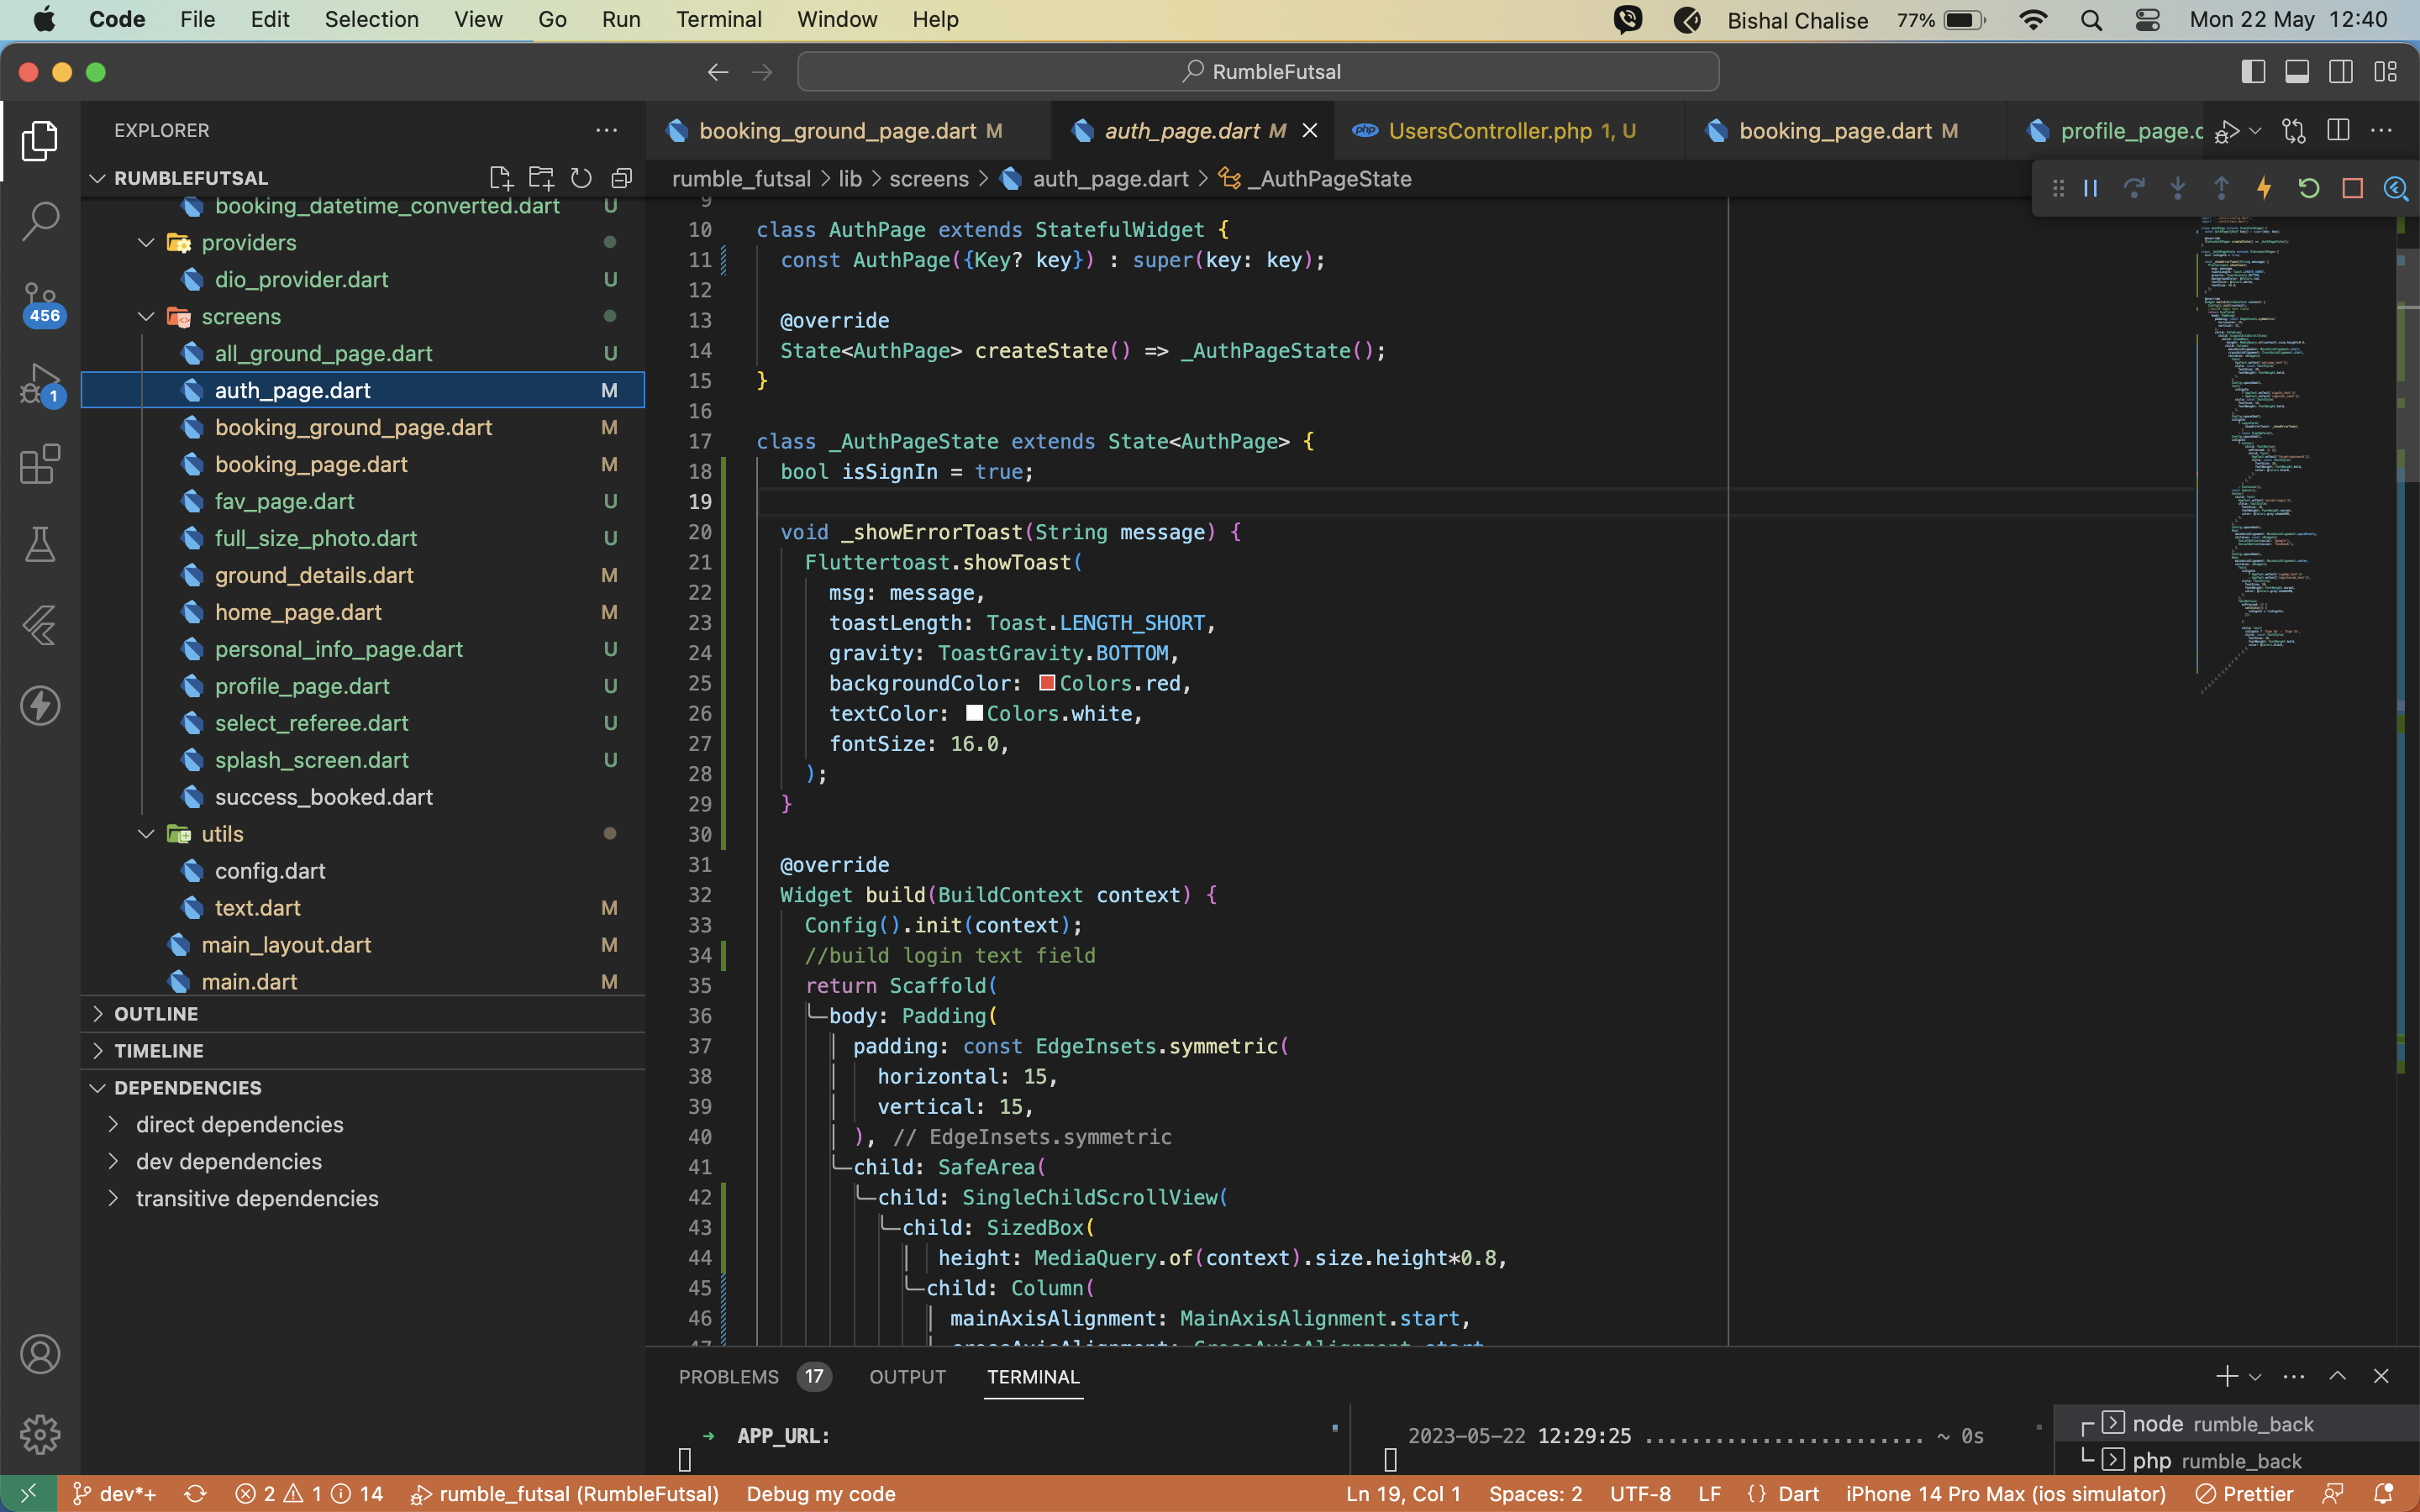 Code File Edit Selection View Go Run Terminal Window Help Bishal Chalise 77% Mon 22 May 12:40
RumbleFutsal
EXPLORER
RUMBLEFUTSAL
booking_datetime_converted.dart U
providers
dio_provider.dart U
screens
all_ground_page.dart U
auth_page.dart M
booking_ground_page.dart M
booking_page.dart M
fav_page.dart U
full_size_photo.dart U
ground_details.dart M
home_page.dart M
personal_info_page.dart U
profile_page.dart U
select_referee.dart U
splash_screen.dart U
success_booked.dart
utils
config.dart
text.dart M
main_layout.dart M
main.dart M
OUTLINE
TIMELINE
DEPENDENCIES
direct dependencies
dev dependencies
transitive dependencies
456
1
booking_ground_page.dart M auth_page.dart M UsersController.php 1, U booking_page.dart M profile_page.
rumble_futsal > lib > screens > auth_page.dart > _AuthPageState
9
10 class AuthPage extends StatefulWidget {
11 const AuthPage({Key? key}) : super(key: key);
12
13 @override
14 State<AuthPage> createState() => _AuthPageState();
15 }
16
17 class _AuthPageState extends State<AuthPage> {
18 bool isSignIn = true;
19
20 void _showErrorToast(String message) {
21 Fluttertoast.showToast(
22 msg: message,
23 toastLength: Toast.LENGTH_SHORT,
24 gravity: ToastGravity.BOTTOM,
25 backgroundColor: Colors.red,
26 textColor: Colors.white,
27 fontSize: 16.0,
28 );
29 }
30
31 @override
32 Widget build(BuildContext context) {
33 Config().init(context);
34 //build login text field
35 return Scaffold(
36 body: Padding(
37 padding: const EdgeInsets.symmetric(
38 horizontal: 15,
39 vertical: 15,
40 ), // EdgeInsets.symmetric
41 child: SafeArea(
42 child: SingleChildScrollView(
43 child: SizedBox(
44 height: MediaQuery.of(context).size.height*0.8,
45 child: Column(
46 mainAxisAlignment: MainAxisAlignment.start,
47 crossAxisAlignment: CrossAxisAlignment.start
PROBLEMS 17 OUTPUT TERMINAL
➜ APP_URL:
2023-05-22 12:29:25 ....................... ~ 0s
node rumble_back
php rumble_back
dev*+ 2 1 14 rumble_futsal (RumbleFutsal) Debug my code Ln 19, Col 1 Spaces: 2 UTF-8 LF {} Dart iPhone 14 Pro Max (ios simulator) Prettier